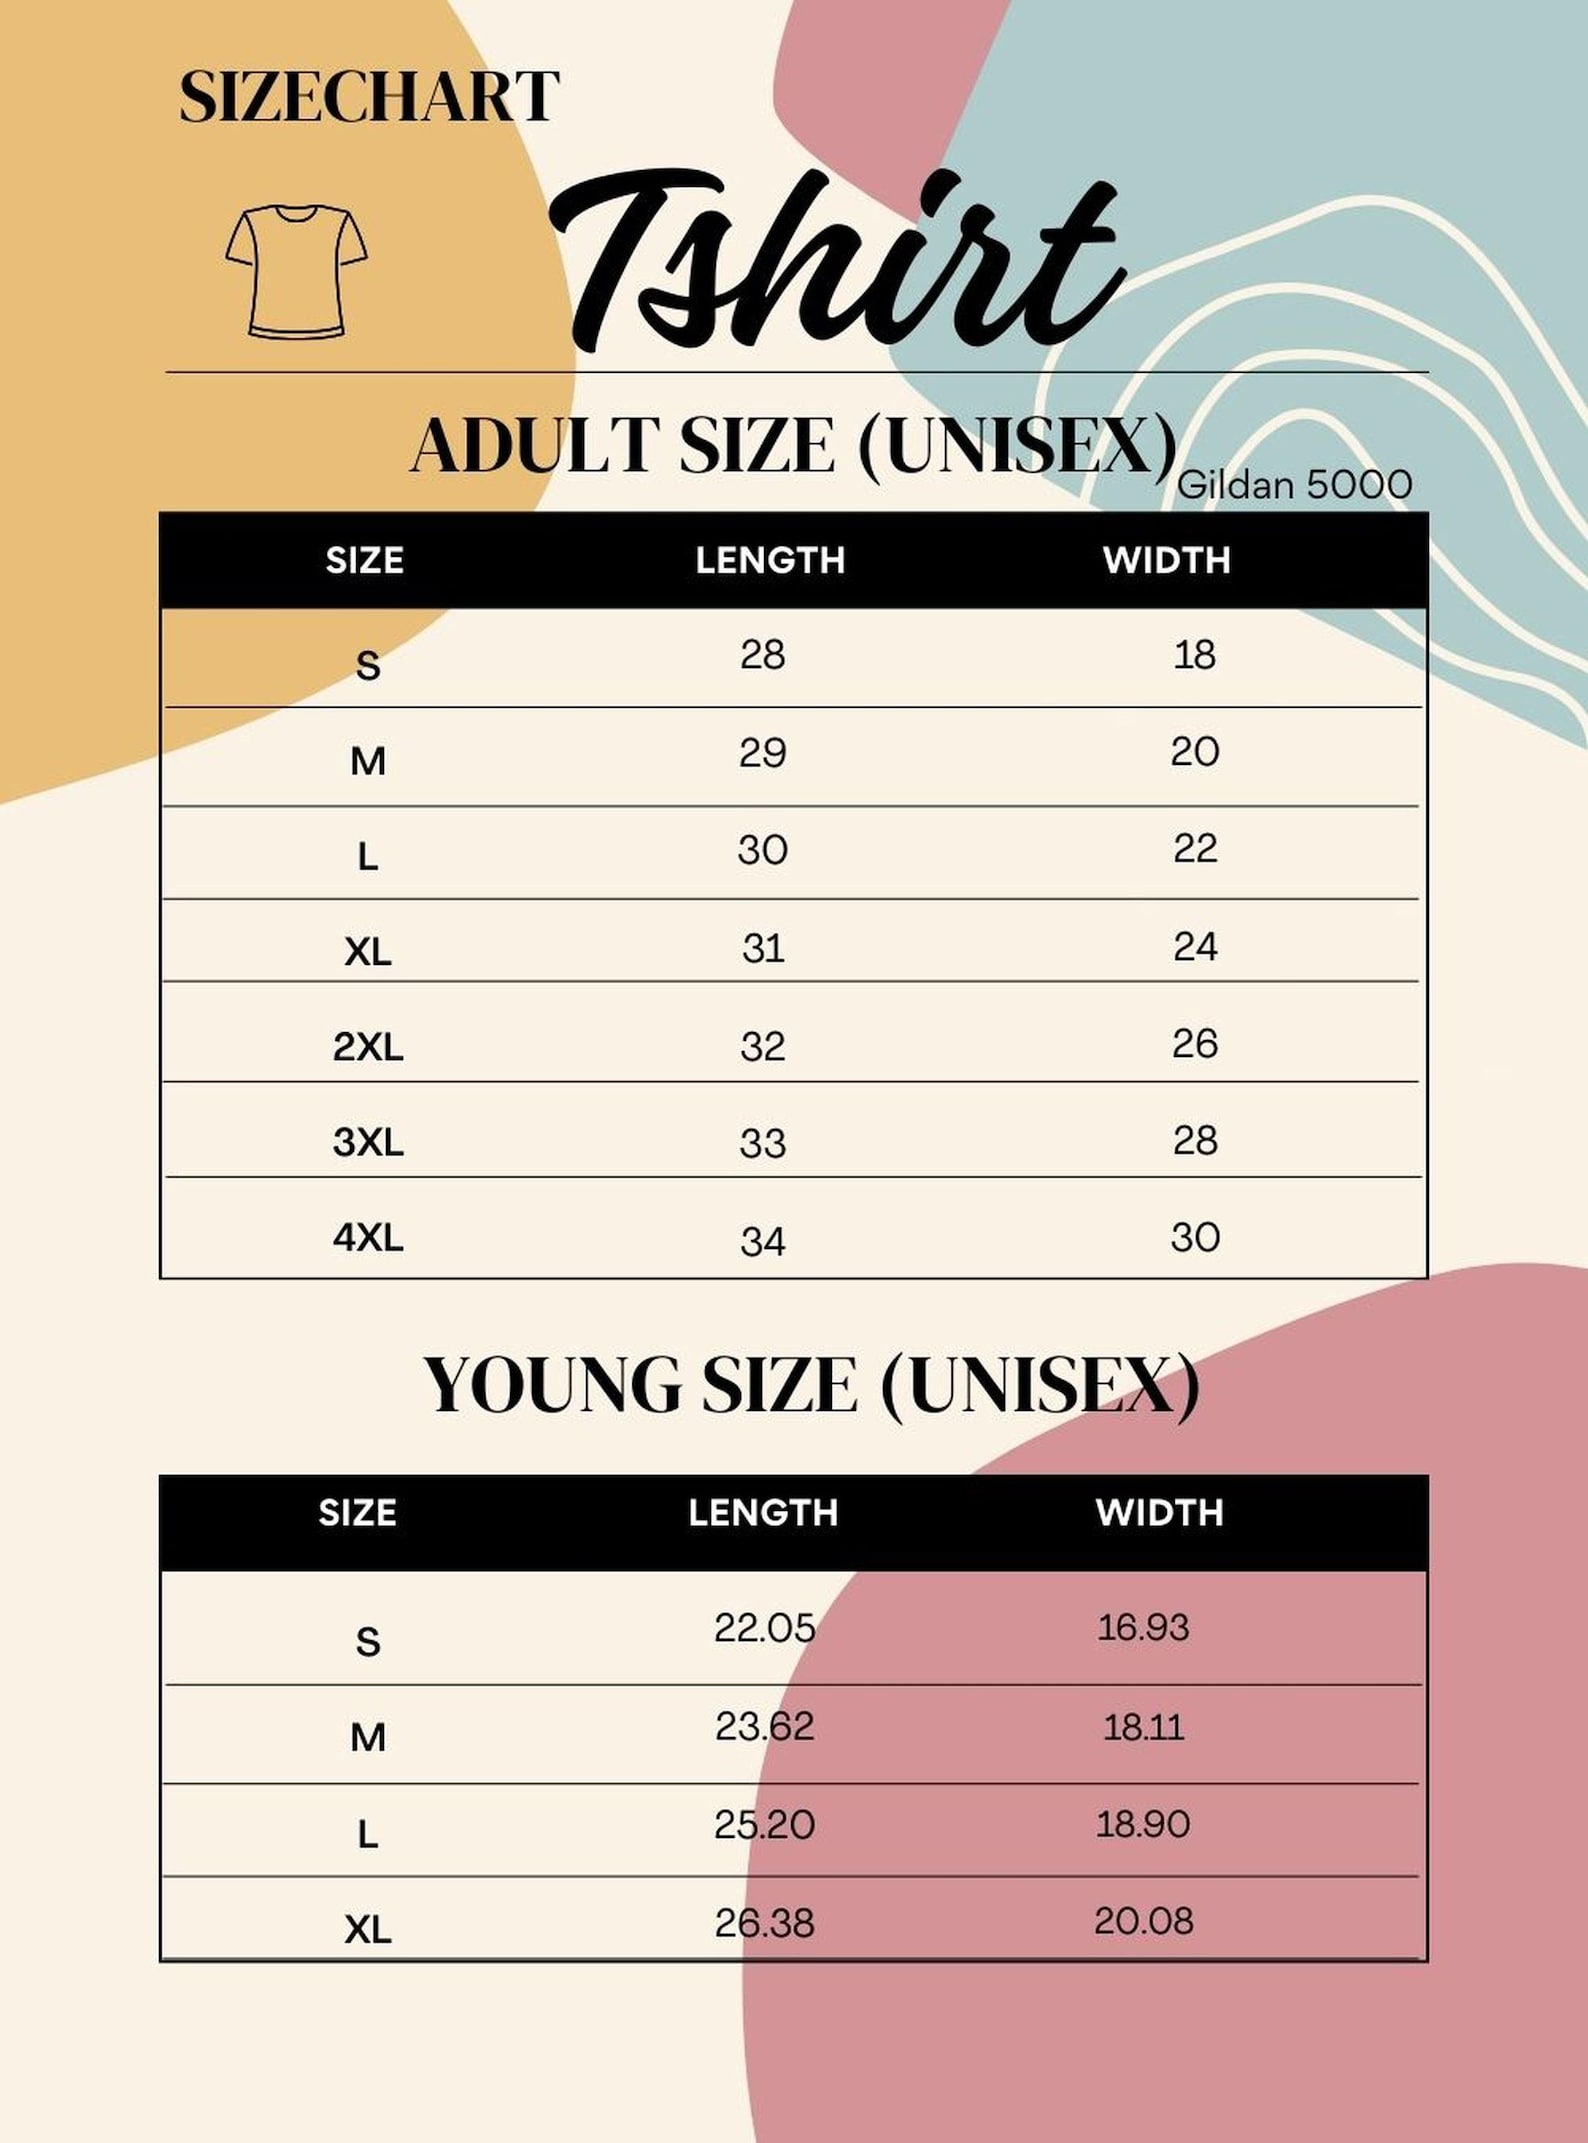 SIZECHART
Tshirt
ADULT SIZE (UNISEX)
Gildan 5000
SIZE LENGTH WIDTH
S 28 18
M 29 20
L 30 22
XL 31 24
2XL 32 26
3XL 33 28
4XL 34 30
YOUNG SIZE (UNISEX)
SIZE LENGTH WIDTH
S 22.05 16.93
M 23.62 18.11
L 25.20 18.90
XL 26.38 20.08